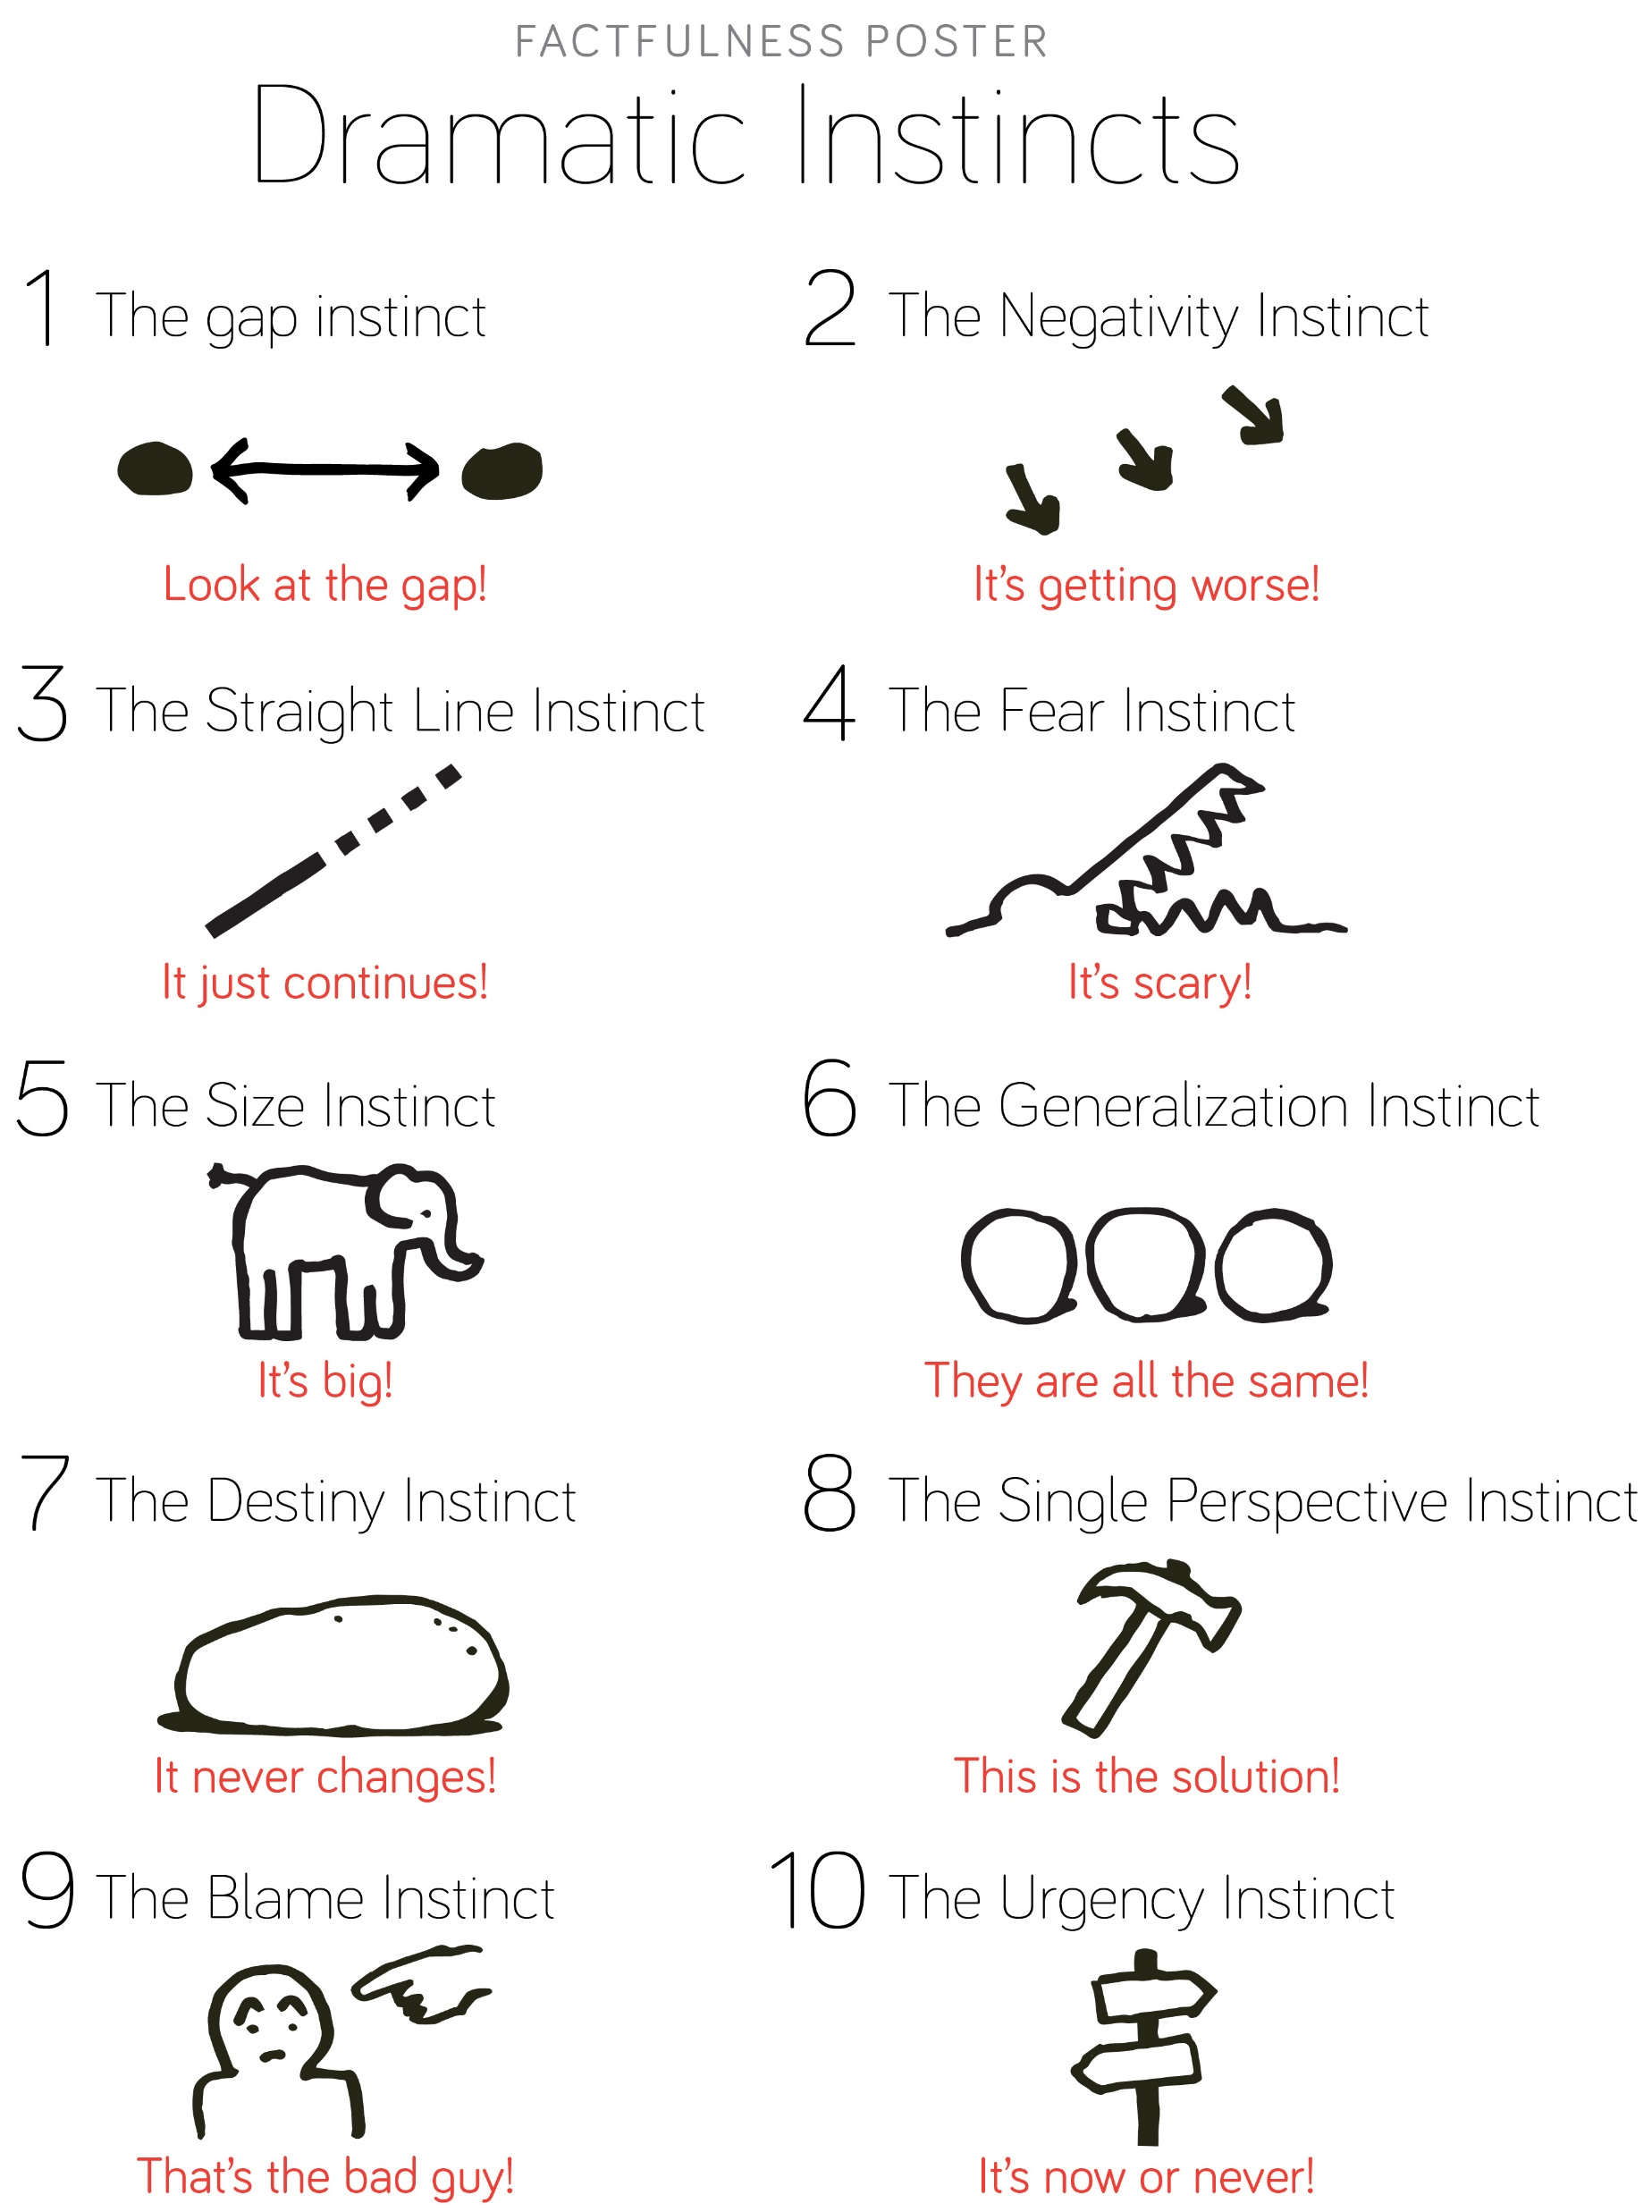 FACTFULNESS POSTER
Dramatic Instincts
1 The gap instinct
Look at the gap!
2 The Negativity Instinct
It's getting worse!
3 The Straight Line Instinct
It just continues!
4 The Fear Instinct
It's scary!
5 The Size Instinct
It's big!
6 The Generalization Instinct
They are all the same!
7 The Destiny Instinct
It never changes!
8 The Single Perspective Instinct
This is the solution!
9 The Blame Instinct
That's the bad guy!
10 The Urgency Instinct
It's now or never!